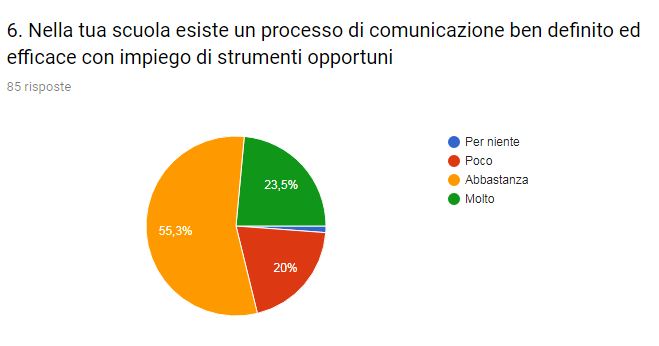 6. Nella tua scuola esiste un processo di comunicazione ben definito ed
efficace con impiego di strumenti opportuni
85 risposte
Per niente
Poco
Abbastanza
Molto
23,5%
55,3%
20%